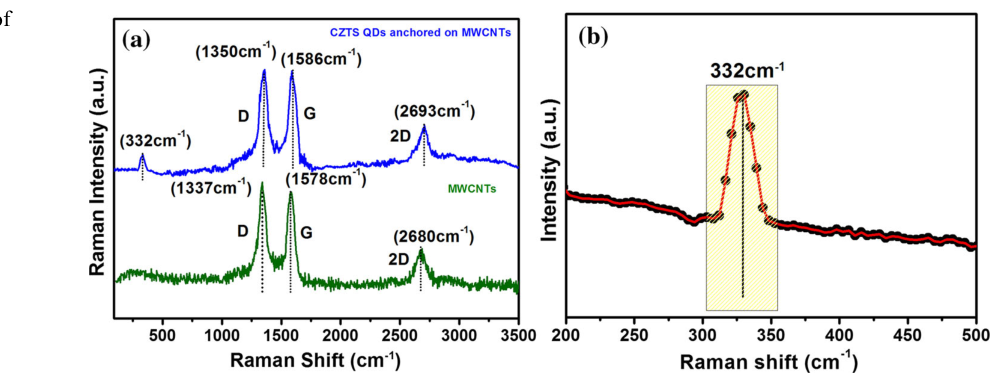 of
(a)
CZTS QDs anchored on MWCNTs
(1350cm⁻¹)
(1586cm⁻¹)
D
G
(2693cm⁻¹)
2D
(332cm⁻¹)
(1337cm⁻¹)
(1578cm⁻¹)
MWCNTs
D
G
(2680cm⁻¹)
2D
Raman Intensity (a.u.)
500 1000 1500 2000 2500 3000 3500
Raman Shift (cm⁻¹)
(b)
332cm⁻¹
Intensity (a.u.)
200 250 300 350 400 450 500
Raman shift (cm⁻¹)